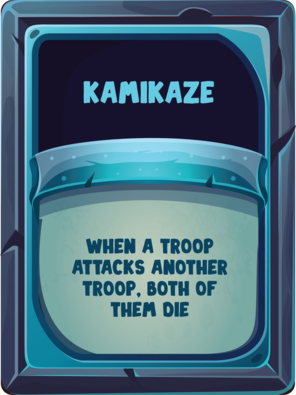 KAMIKAZE
WHEN A TROOP
ATTACKS ANOTHER
TROOP, BOTH OF
THEM DIE